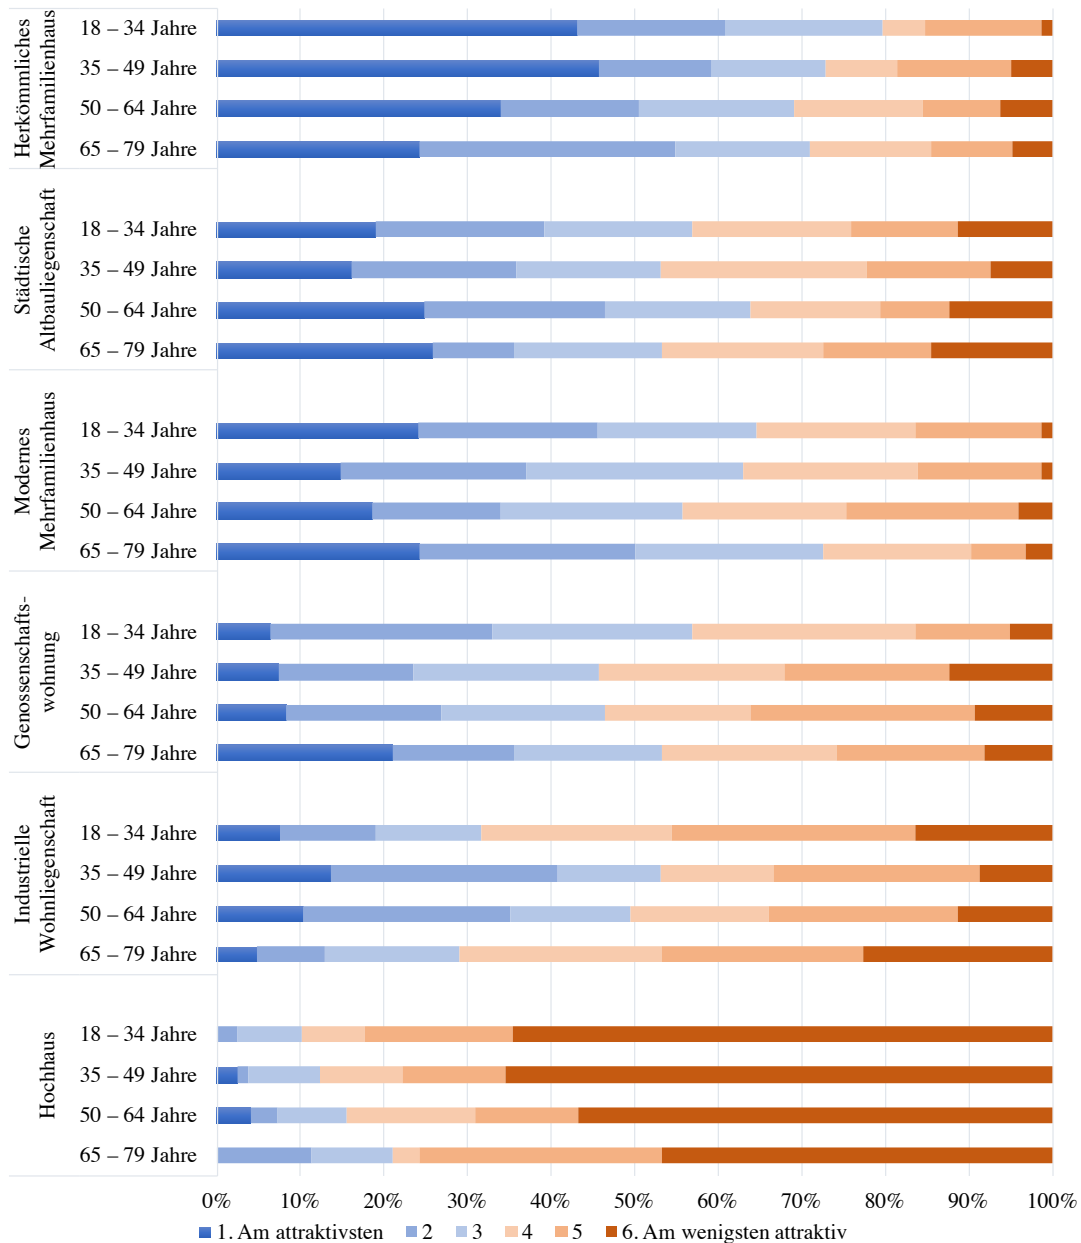 Herkömmliches
Mehrfamilienhaus
18 – 34 Jahre
35 – 49 Jahre
50 – 64 Jahre
65 – 79 Jahre
Städtische
Altbauliegenschaft
18 – 34 Jahre
35 – 49 Jahre
50 – 64 Jahre
65 – 79 Jahre
Modernes
Mehrfamilienhaus
18 – 34 Jahre
35 – 49 Jahre
50 – 64 Jahre
65 – 79 Jahre
Genossenschafts-
wohnung
18 – 34 Jahre
35 – 49 Jahre
50 – 64 Jahre
65 – 79 Jahre
Industrielle
Wohnliegenschaft
18 – 34 Jahre
35 – 49 Jahre
50 – 64 Jahre
65 – 79 Jahre
Hochhaus
18 – 34 Jahre
35 – 49 Jahre
50 – 64 Jahre
65 – 79 Jahre
0% 10% 20% 30% 40% 50% 60% 70% 80% 90% 100%
1. Am attraktivsten 2 3 4 5 6. Am wenigsten attraktiv